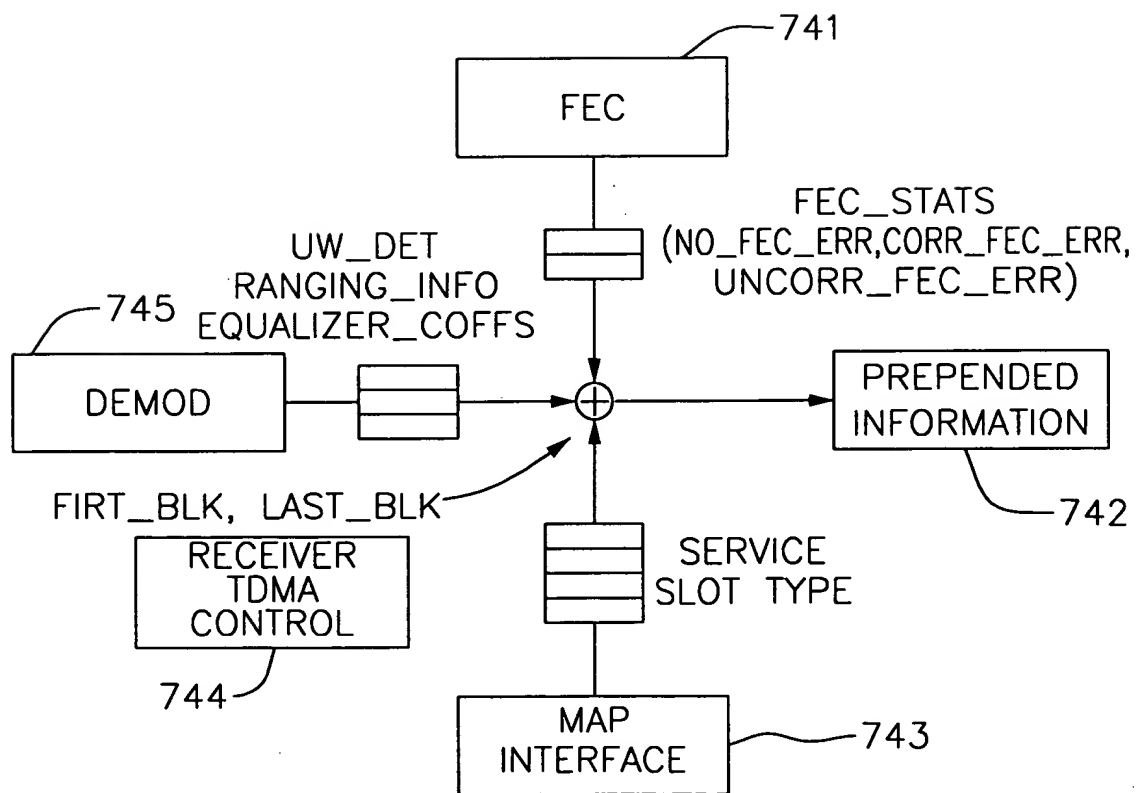 741
FEC
FEC_STATS
(NO_FEC_ERR,CORR_FEC_ERR,
UNCORR_FEC_ERR)
UW_DET
RANGING_INFO
EQUALIZER_COFFS
745
DEMOD
PREPENDED
INFORMATION
742
FIRT_BLK, LAST_BLK
RECEIVER
TDMA
CONTROL
744
SERVICE
SLOT TYPE
MAP
INTERFACE
743